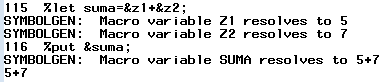 115  %let suma=&z1+&z2;
SYMBOLGEN:  Macro variable Z1 resolves to 5
SYMBOLGEN:  Macro variable Z2 resolves to 7
116  %put &suma;
SYMBOLGEN:  Macro variable SUMA resolves to 5+7
5+7